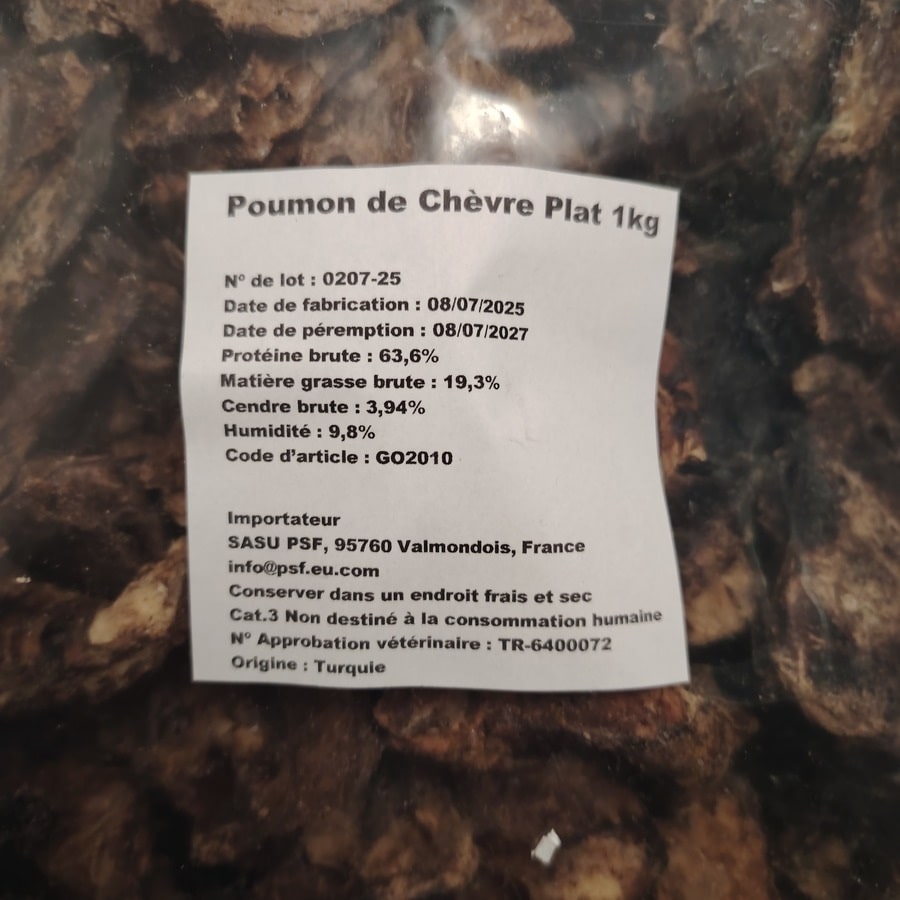 Poumon de Chèvre Plat 1kg
N° de lot : 0207-25
Date de fabrication : 08/07/2025
Date de péremption : 08/07/2027
Protéine brute : 63,6%
Matière grasse brute : 19,3%
Cendre brute : 3,94%
Humidité : 9,8%
Code d'article : GO2010
Importateur
SASU PSF, 95760 Valmondois, France
info@psf.eu.com
Conserver dans un endroit frais et sec
Cat.3 Non destiné à la consommation humaine
N° Approbation vétérinaire : TR-6400072
Origine : Turquie